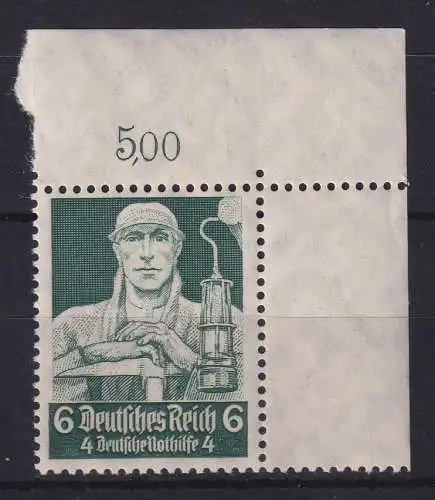 5,00
6 Deutsches Reich 6
4 Deutsche Nothilfe 4